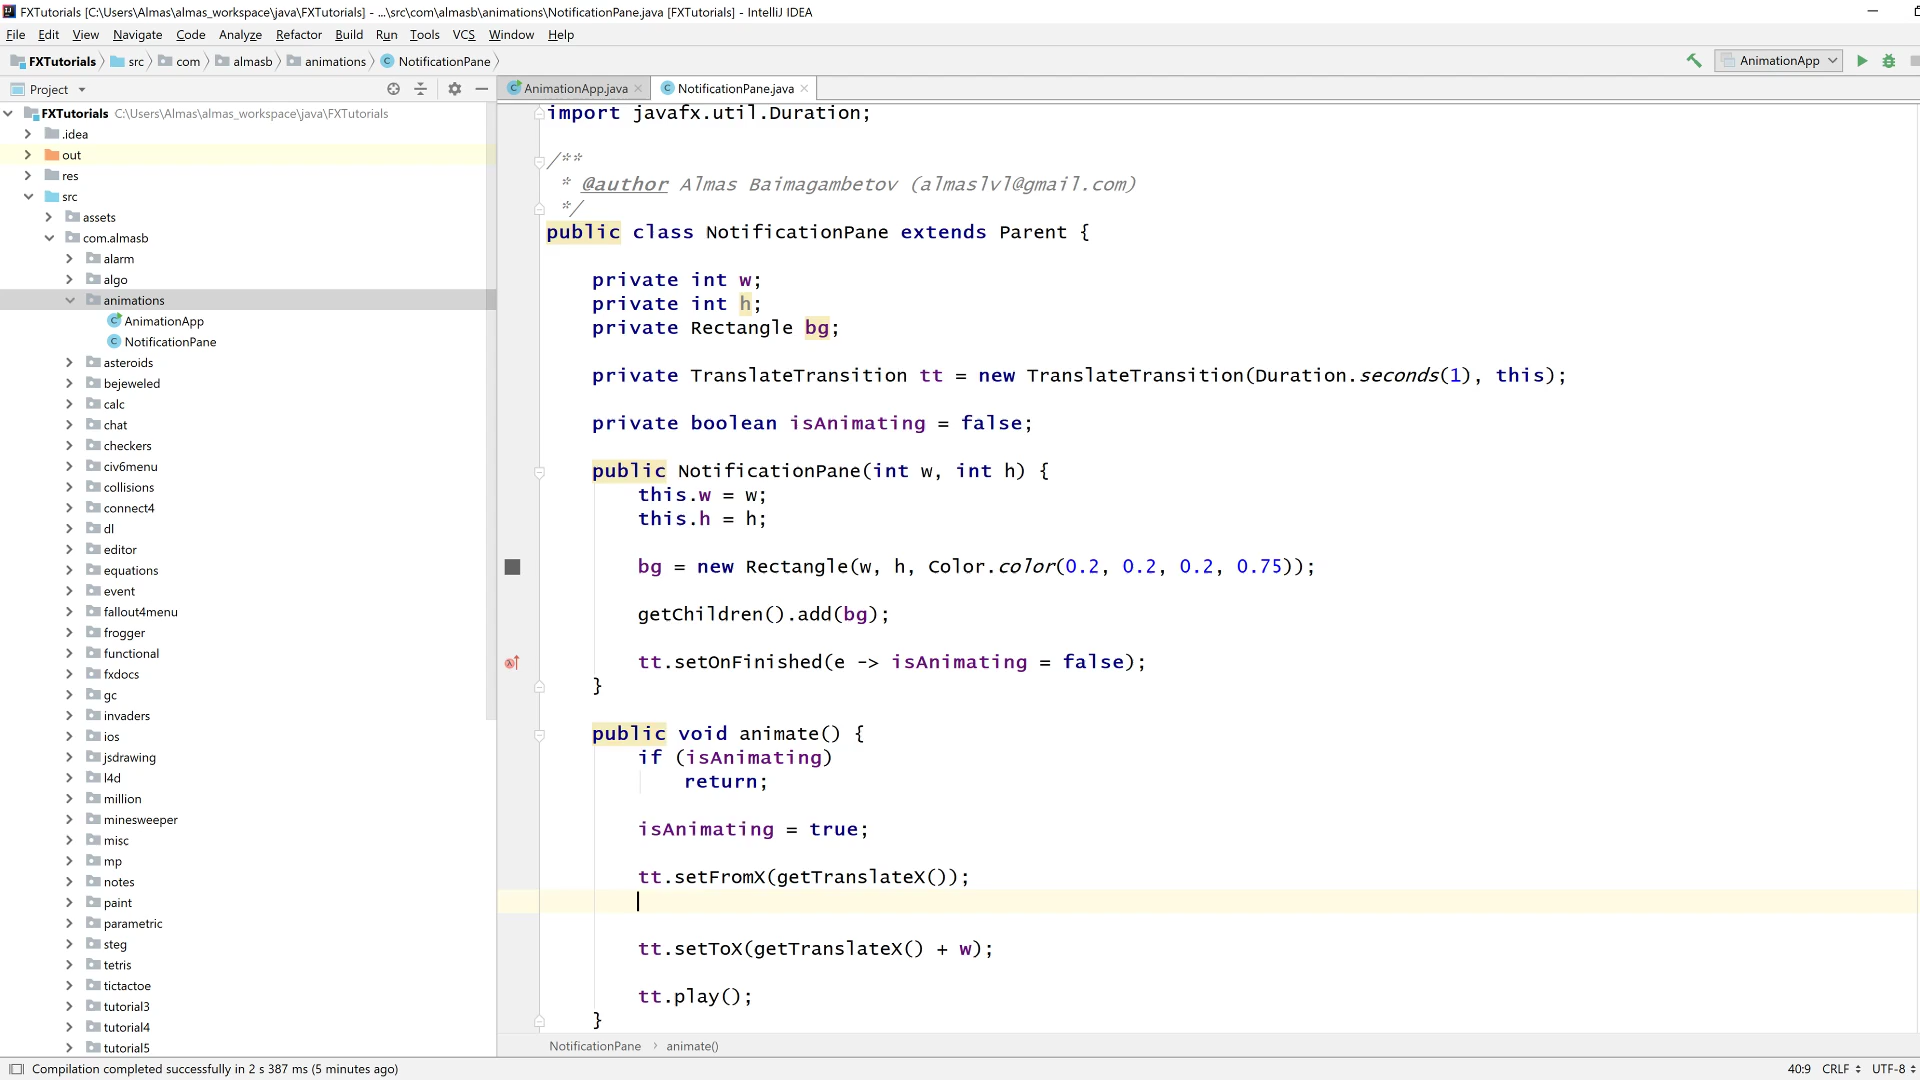 FXTutorials [C:\Users\Almas\almas_workspace\java\FXTutorials] - ...\src\com\almasb\animations\NotificationPane.java [FXTutorials] - IntelliJ IDEA
File Edit View Navigate Code Analyze Refactor Build Run Tools VCS Window Help
FXTutorials src com almasb animations NotificationPane AnimationApp
Project AnimationApp.java NotificationPane.java
FXTutorials C:\Users\Almas\almas_workspace\java\FXTutorials
.idea
out
res
src
assets
com.almasb
alarm
algo
animations
AnimationApp
NotificationPane
asteroids
bejeweled
calc
chat
checkers
civ6menu
collisions
connect4
dl
editor
equations
event
fallout4menu
frogger
functional
fxdocs
gc
invaders
ios
jsdrawing
l4d
million
minesweeper
misc
mp
notes
paint
parametric
steg
tetris
tictactoe
tutorial3
tutorial4
tutorial5
import javafx.util.Duration;
/**
* @author Almas Baimagambetov (almaslvl@gmail.com)
*/
public class NotificationPane extends Parent {
private int w;
private int h;
private Rectangle bg;
private TranslateTransition tt = new TranslateTransition(Duration.seconds(1), this);
private boolean isAnimating = false;
public NotificationPane(int w, int h) {
this.w = w;
this.h = h;
bg = new Rectangle(w, h, Color.color(0.2, 0.2, 0.2, 0.75));
getChildren().add(bg);
tt.setOnFinished(e -> isAnimating = false);
}
public void animate() {
if (isAnimating)
return;
isAnimating = true;
tt.setFromX(getTranslateX());
tt.setToX(getTranslateX() + w);
tt.play();
}
NotificationPane › animate()
Compilation completed successfully in 2 s 387 ms (5 minutes ago) 40:9 CRLF UTF-8